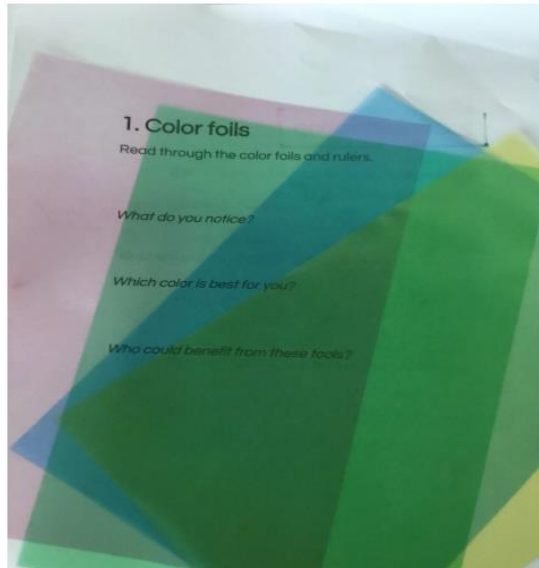 1. Color foils
Read through the color foils and rulers.
What do you notice?
Which color is best for you?
Who could benefit from these tools?